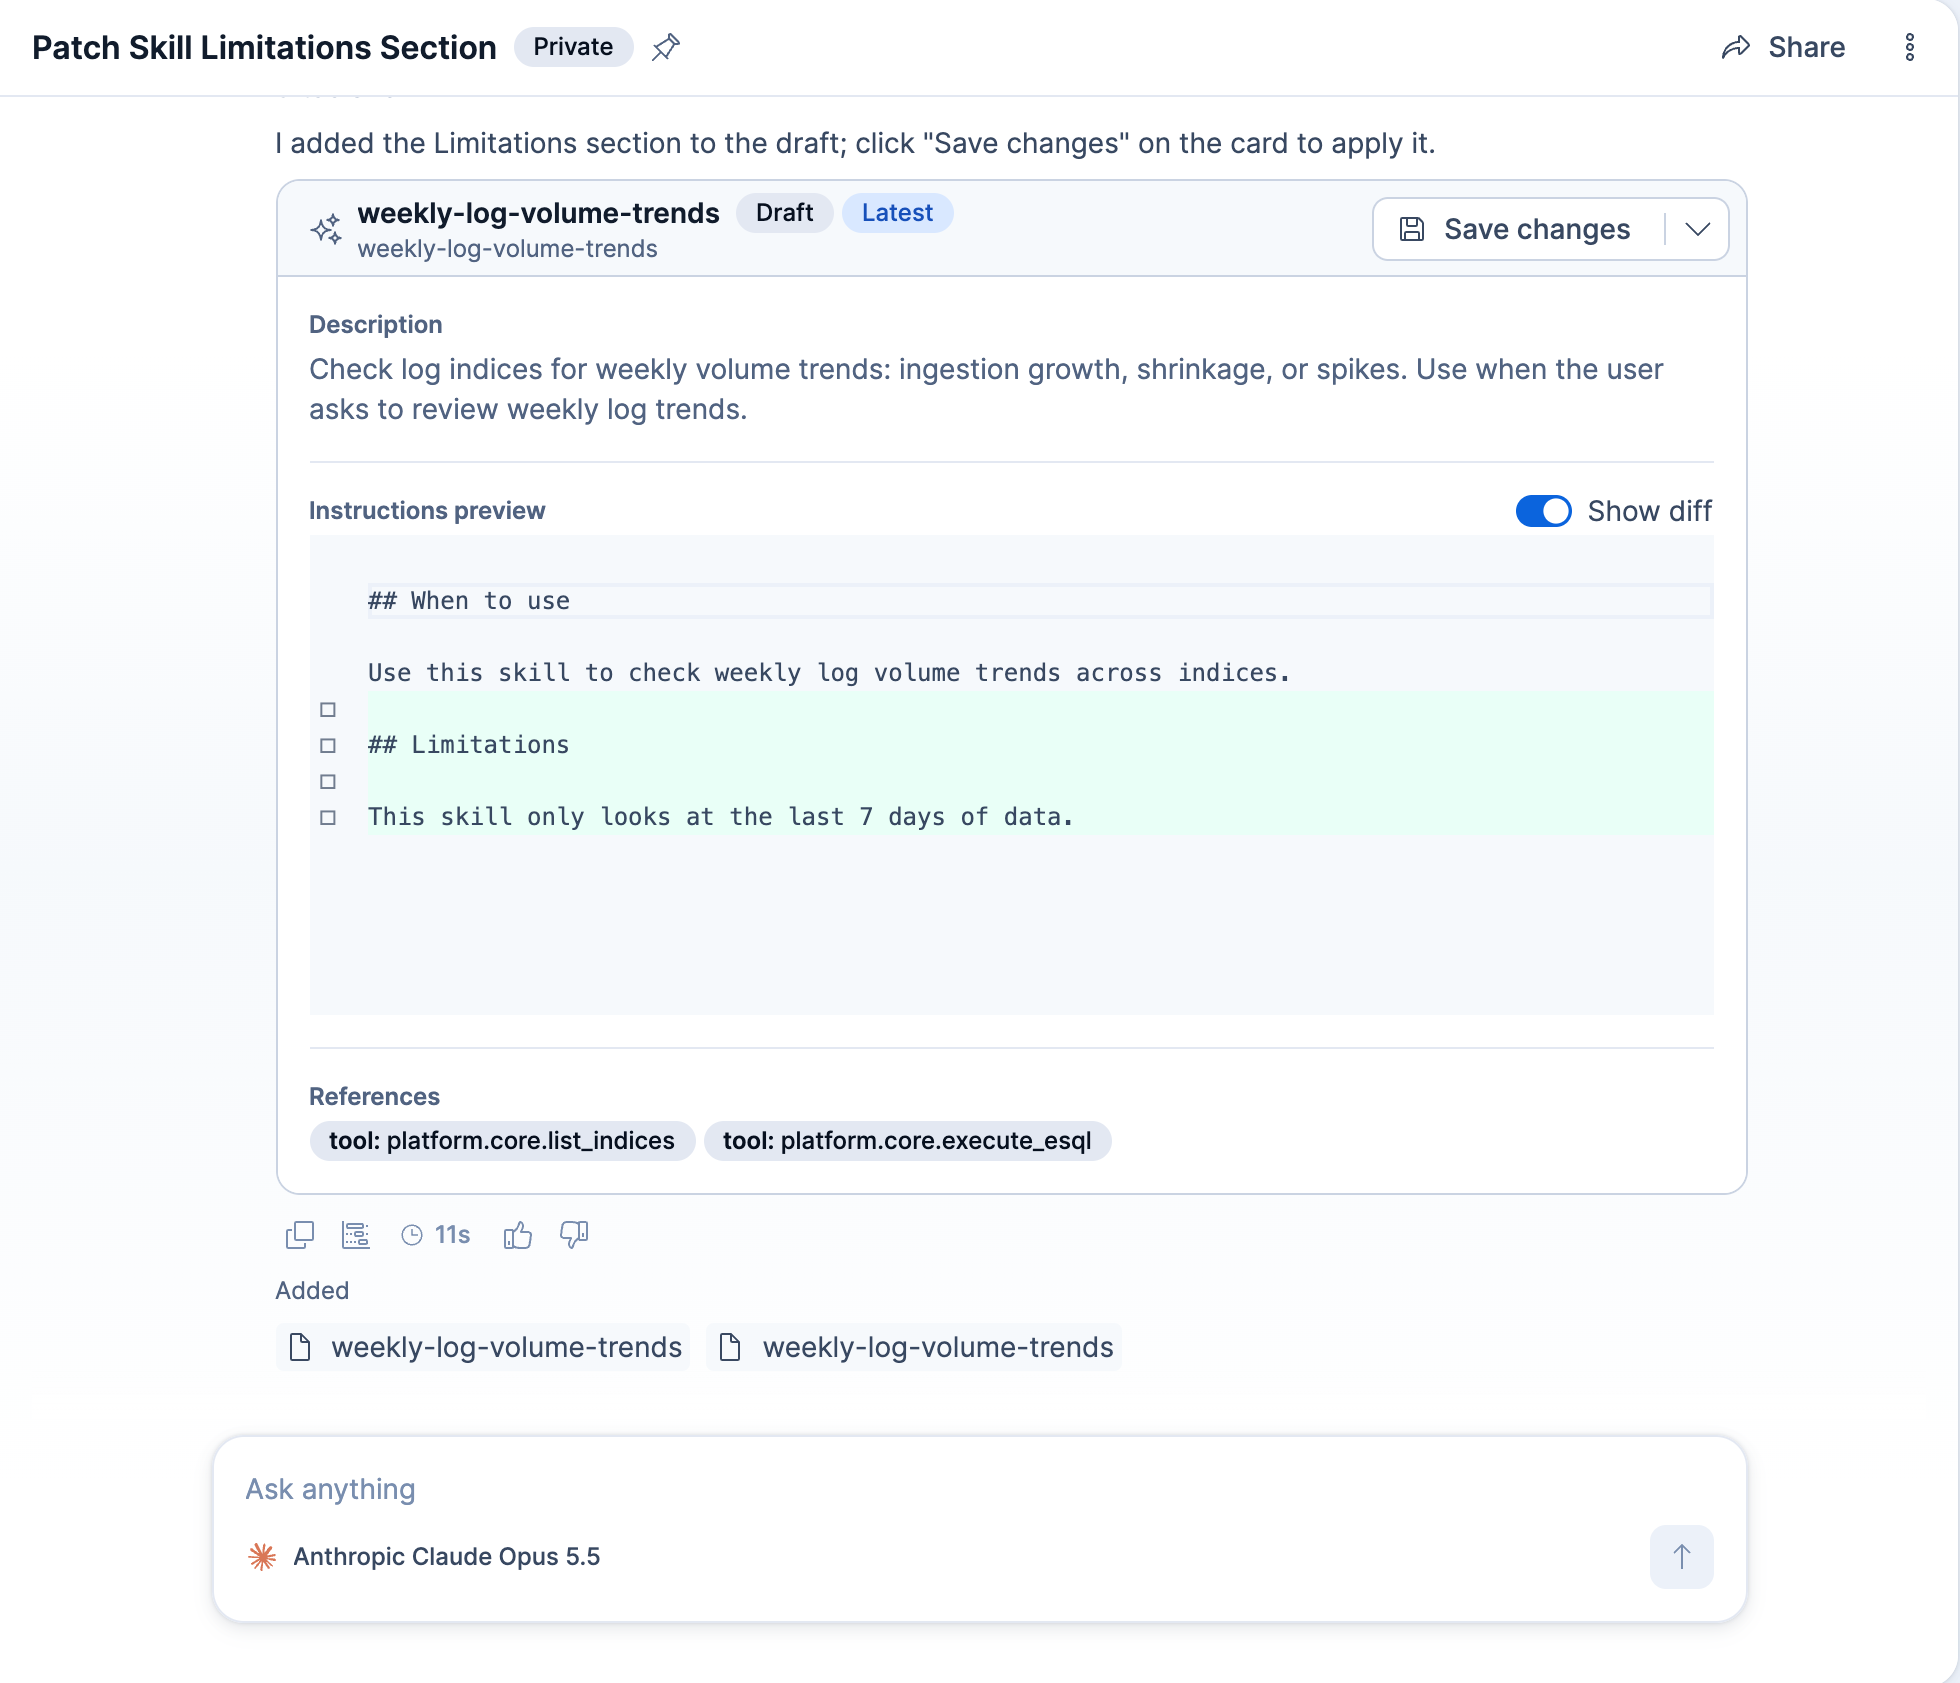 Patch Skill Limitations Section
Private
Share
I added the Limitations section to the draft; click "Save changes" on the card to apply it.
weekly-log-volume-trends
Draft
Latest
weekly-log-volume-trends
Save changes
Description
Check log indices for weekly volume trends: ingestion growth, shrinkage, or spikes. Use when the user
asks to review weekly log trends.
Instructions preview
Show diff
## When to use
Use this skill to check weekly log volume trends across indices.
## Limitations
This skill only looks at the last 7 days of data.
References
tool: platform.core.list_indices
tool: platform.core.execute_esql
11s
Added
weekly-log-volume-trends
weekly-log-volume-trends
Ask anything
Anthropic Claude Opus 5.5